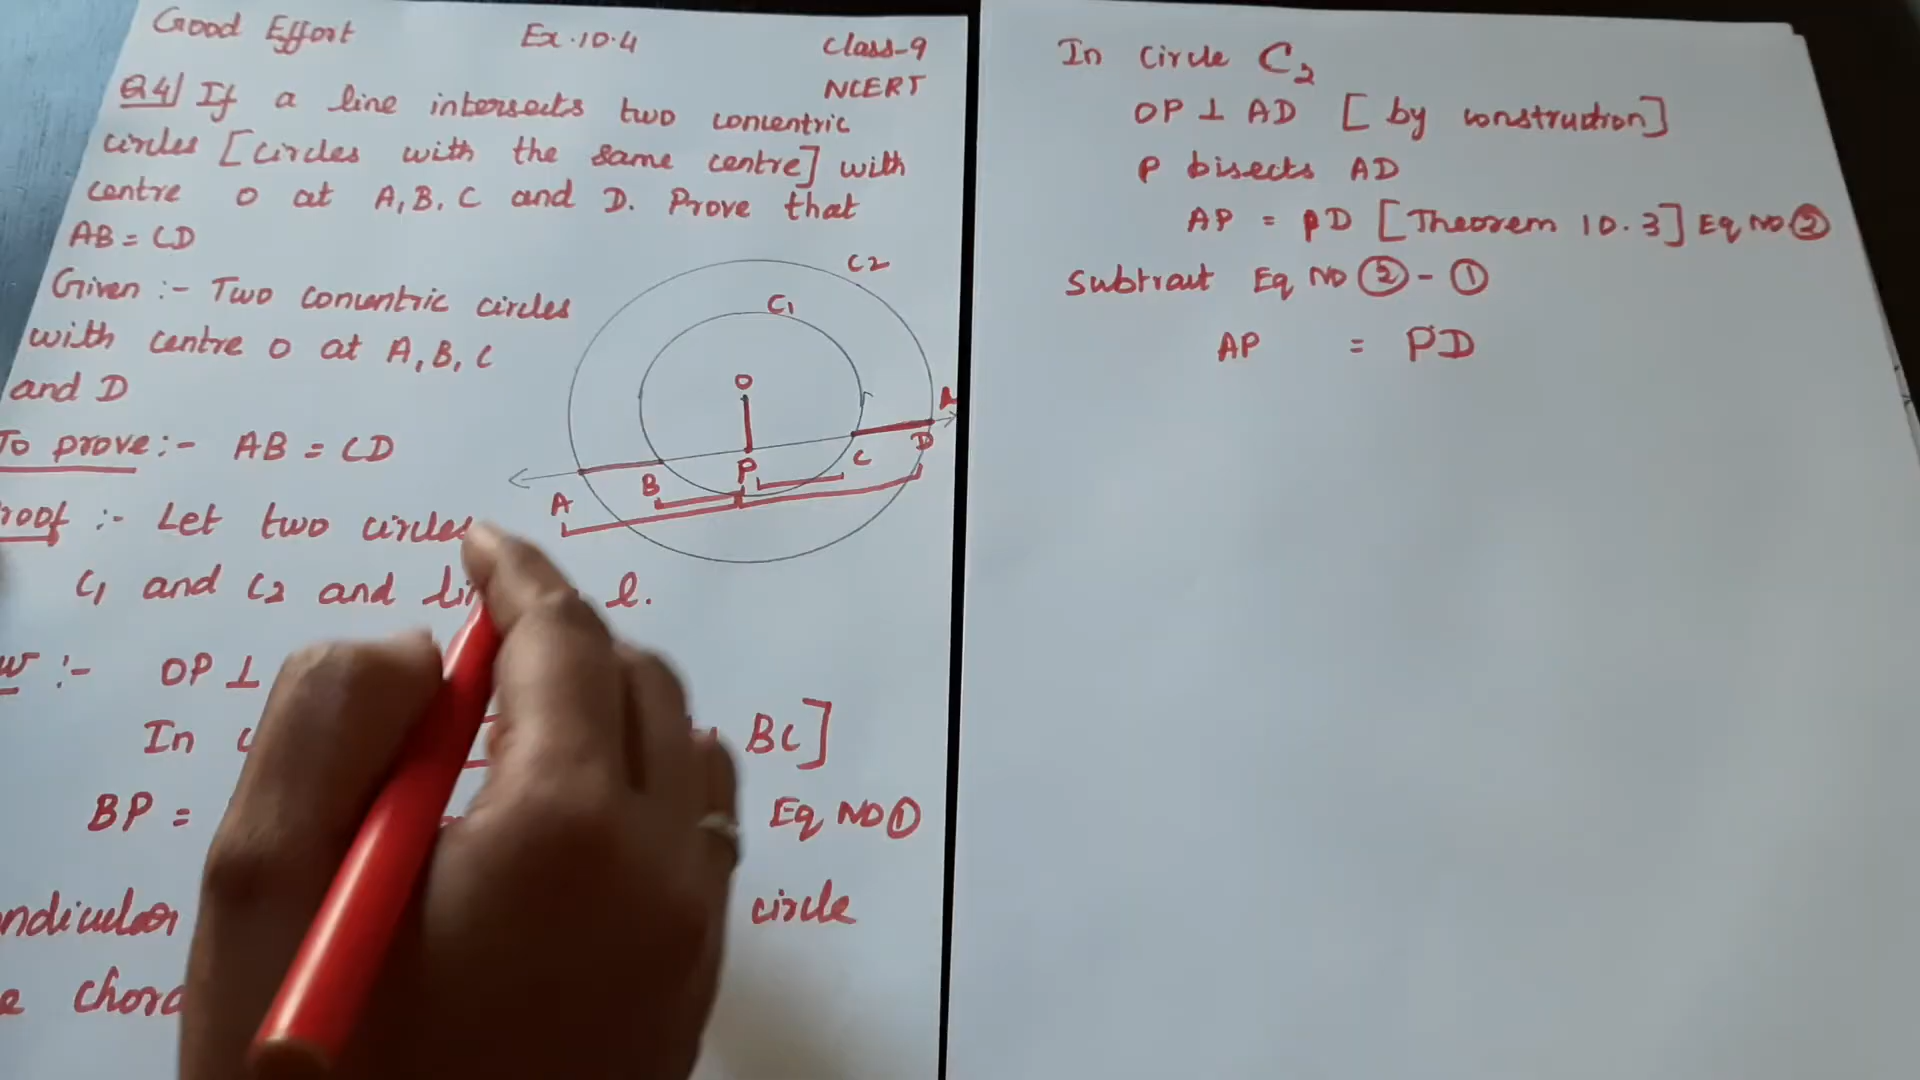 Good Effort Ex.10.4 Class-9
NCERT
Q4) If a line intersects two concentric
circles [circles with the same centre] with
centre O at A, B, C and D. Prove that
AB = CD
Given :- Two concentric circles
with centre O at A, B, C
and D
To prove :- AB = CD
roof :- Let two circles
C1 and C2 and l.
w :- OP ⊥
In BC]
BP = Eq NO ①
ndicular circle
e chord
C2
C1
O
P
A
B
C
D
In circle C2
OP ⊥ AD [by construction]
P bisects AD
AP = PD [Theorem 10.3] Eq NO ②
Subtract Eq NO ② - ①
AP = PD